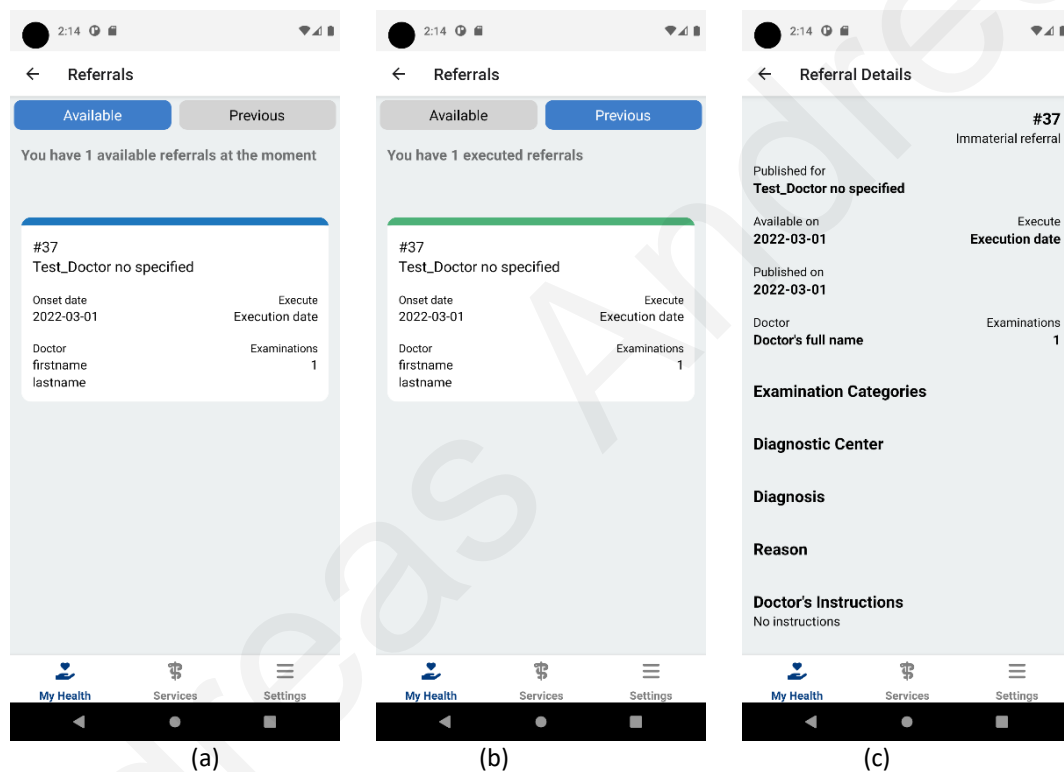 2:14
Referrals
Available Previous
You have 1 available referrals at the moment
#37
Test_Doctor no specified
Onset date Execute
2022-03-01 Execution date
Doctor Examinations
firstname 1
lastname
My Health Services Settings
(a)
2:14
Referrals
Available Previous
You have 1 executed referrals
#37
Test_Doctor no specified
Onset date Execute
2022-03-01 Execution date
Doctor Examinations
firstname 1
lastname
My Health Services Settings
(b)
2:14
Referral Details
#37
Immaterial referral
Published for
Test_Doctor no specified
Available on Execute
2022-03-01 Execution date
Published on
2022-03-01
Doctor Examinations
Doctor's full name 1
Examination Categories
Diagnostic Center
Diagnosis
Reason
Doctor's Instructions
No instructions
My Health Services Settings
(c)